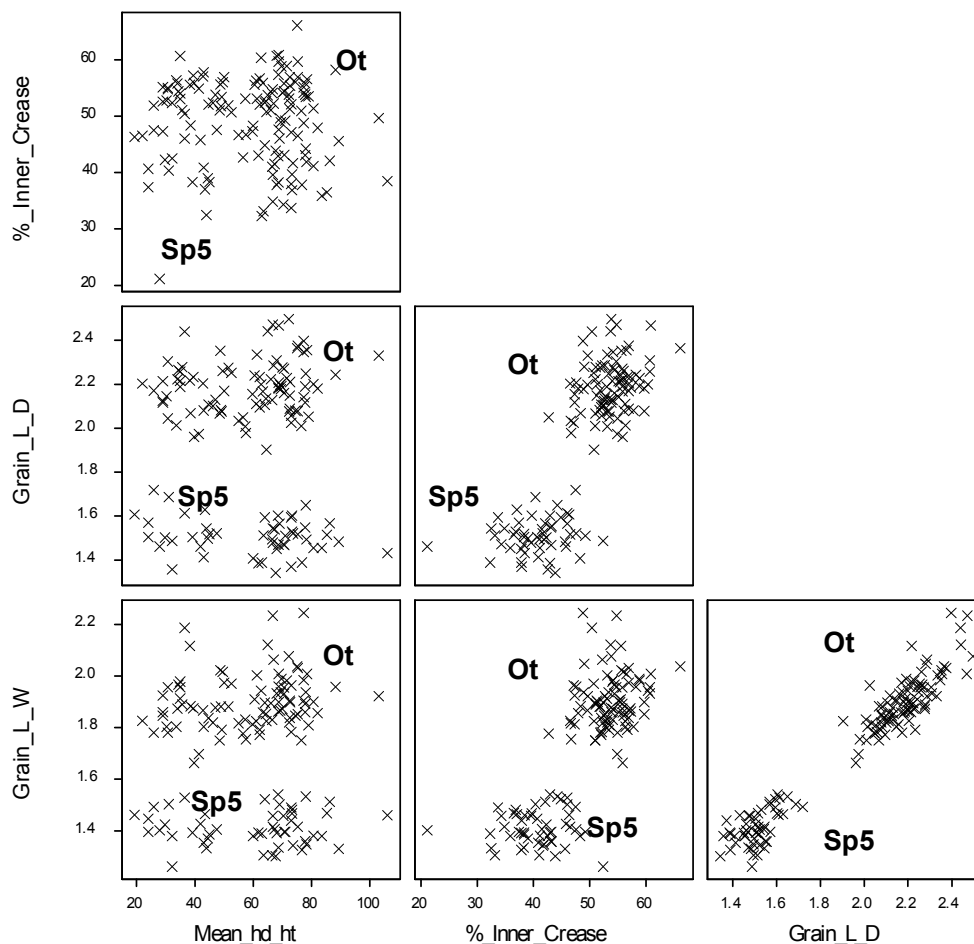 60
50
40
30
20
%_Inner_Crease
Ot
Sp5
2.4
2.2
2.0
1.8
1.6
1.4
Grain_L_D
Ot
Sp5
Ot
Sp5
2.2
2.0
1.8
1.6
1.4
Grain_L_W
Ot
Sp5
Ot
Sp5
Ot
Sp5
20 40 60 80 100
20 30 40 50 60
1.4 1.6 1.8 2.0 2.2 2.4
Mean_hd_ht
%_Inner_Crease
Grain_L_D